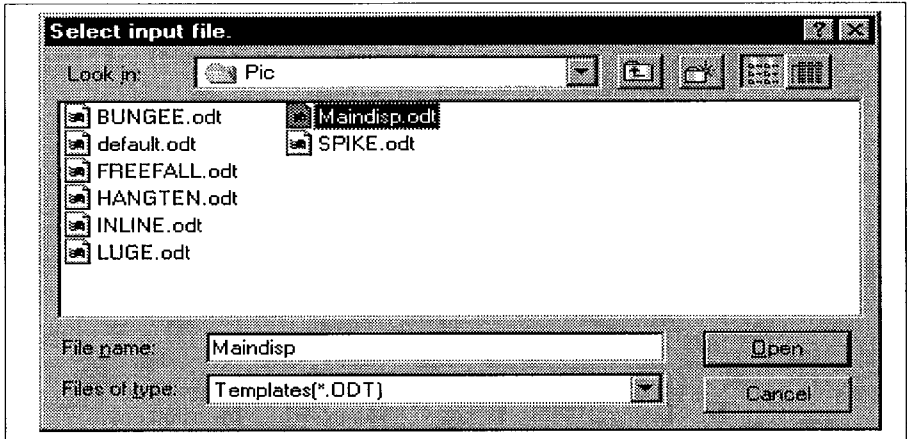 Select input file.
Look in: Pic
BUNGEE.odt
default.odt
FREEFALL.odt
HANGTEN.odt
INLINE.odt
LUGE.odt
Maindisp.odt
SPIKE.odt
File name: Maindisp
Open
Files of type: Templates(*.ODT)
Cancel